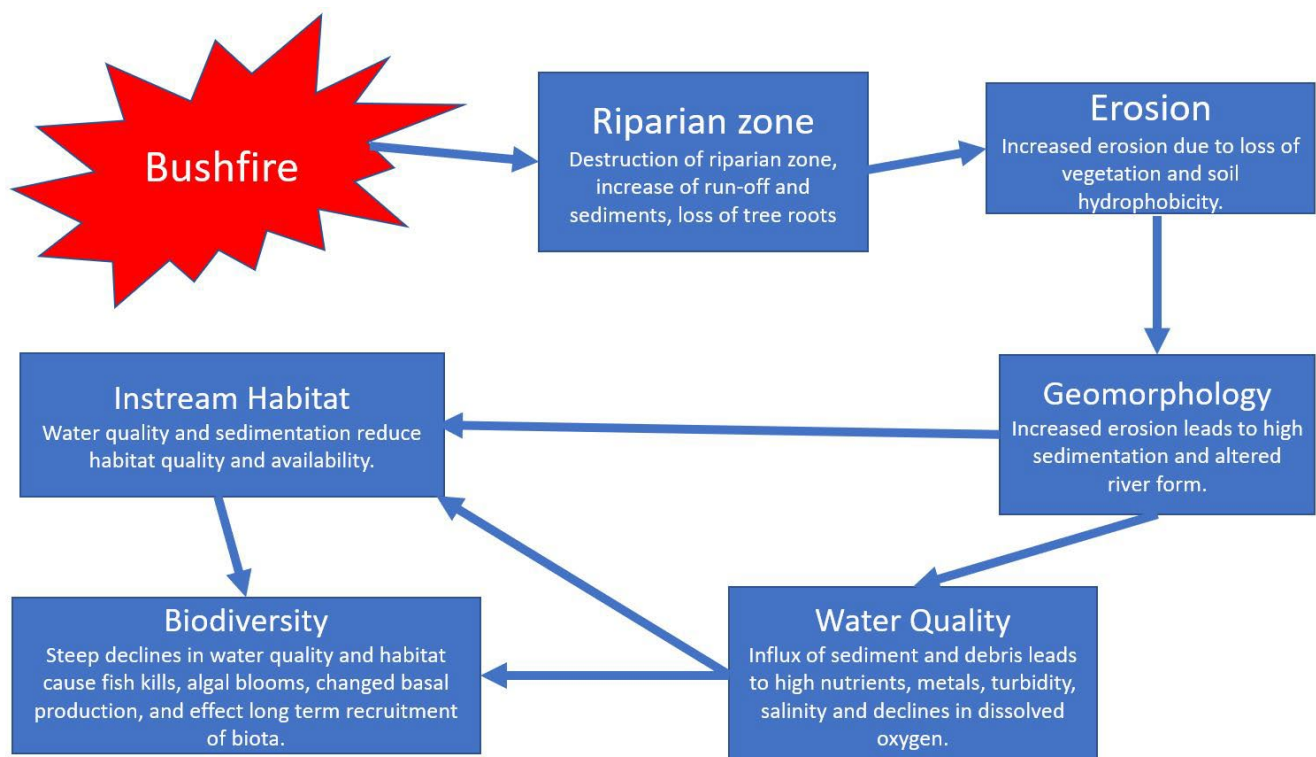 Bushfire
Riparian zone
Destruction of riparian zone,
increase of run-off and
sediments, loss of tree roots
Erosion
Increased erosion due to loss of
vegetation and soil
hydrophobicity.
Geomorphology
Increased erosion leads to high
sedimentation and altered
river form.
Instream Habitat
Water quality and sedimentation reduce
habitat quality and availability.
Water Quality
Influx of sediment and debris leads
to high nutrients, metals, turbidity,
salinity and declines in dissolved
oxygen.
Biodiversity
Steep declines in water quality and habitat
cause fish kills, algal blooms, changed basal
production, and effect long term recruitment
of biota.